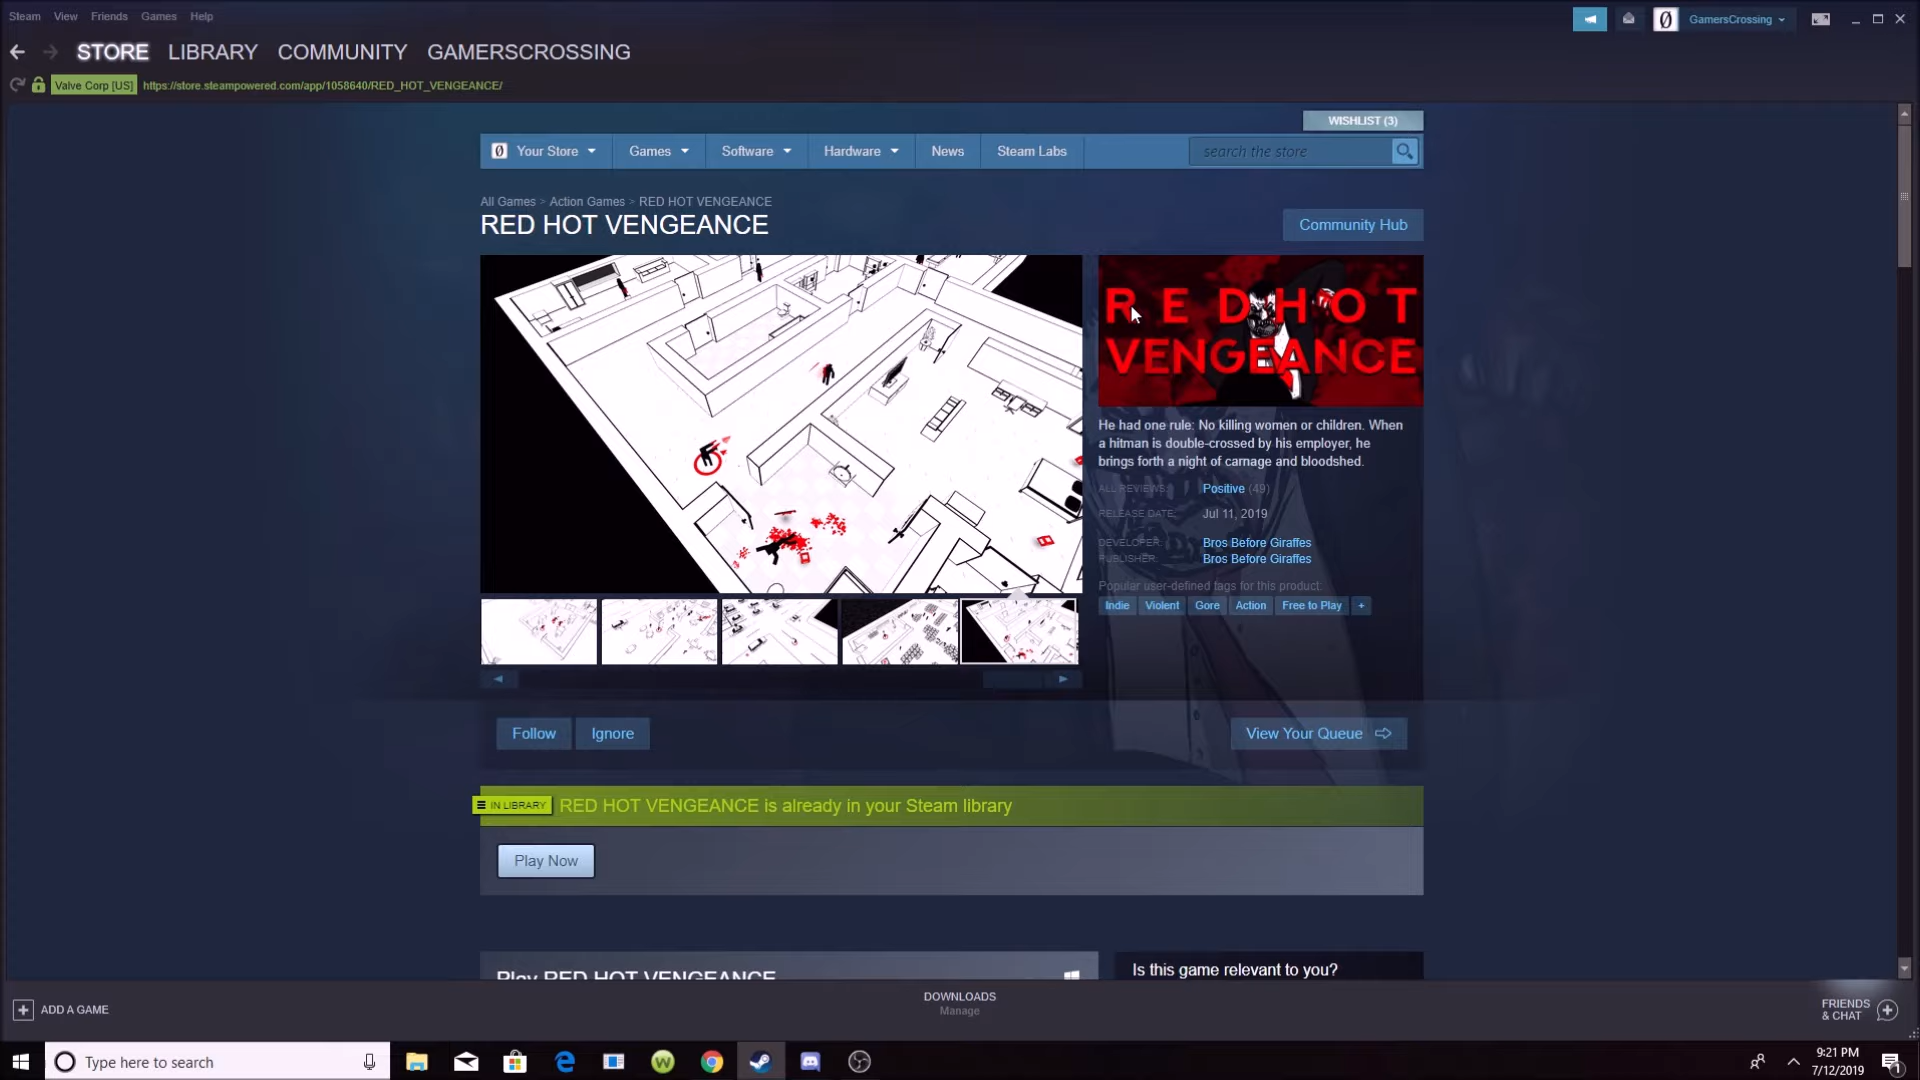 Steam View Friends Games Help
GamersCrossing
STORE LIBRARY COMMUNITY GAMERSCROSSING
Valve Corp [US] https://store.steampowered.com/app/1058640/RED_HOT_VENGEANCE/
WISHLIST (3)
Your Store Games Software Hardware News Steam Labs search the store
All Games > Action Games > RED HOT VENGEANCE
RED HOT VENGEANCE
Community Hub
RED HOT
VENGEANCE
He had one rule: No killing women or children. When
a hitman is double-crossed by his employer, he
brings forth a night of carnage and bloodshed.
ALL REVIEWS: Positive (49)
RELEASE DATE: Jul 11, 2019
DEVELOPER: Bros Before Giraffes
PUBLISHER: Bros Before Giraffes
Popular user-defined tags for this product:
Indie Violent Gore Action Free to Play +
Follow Ignore View Your Queue
IN LIBRARY RED HOT VENGEANCE is already in your Steam library
Play Now
Play RED HOT VENGEANCE
Is this game relevant to you?
ADD A GAME
DOWNLOADS
Manage
FRIENDS
& CHAT
Type here to search
9:21 PM
7/12/2019
1